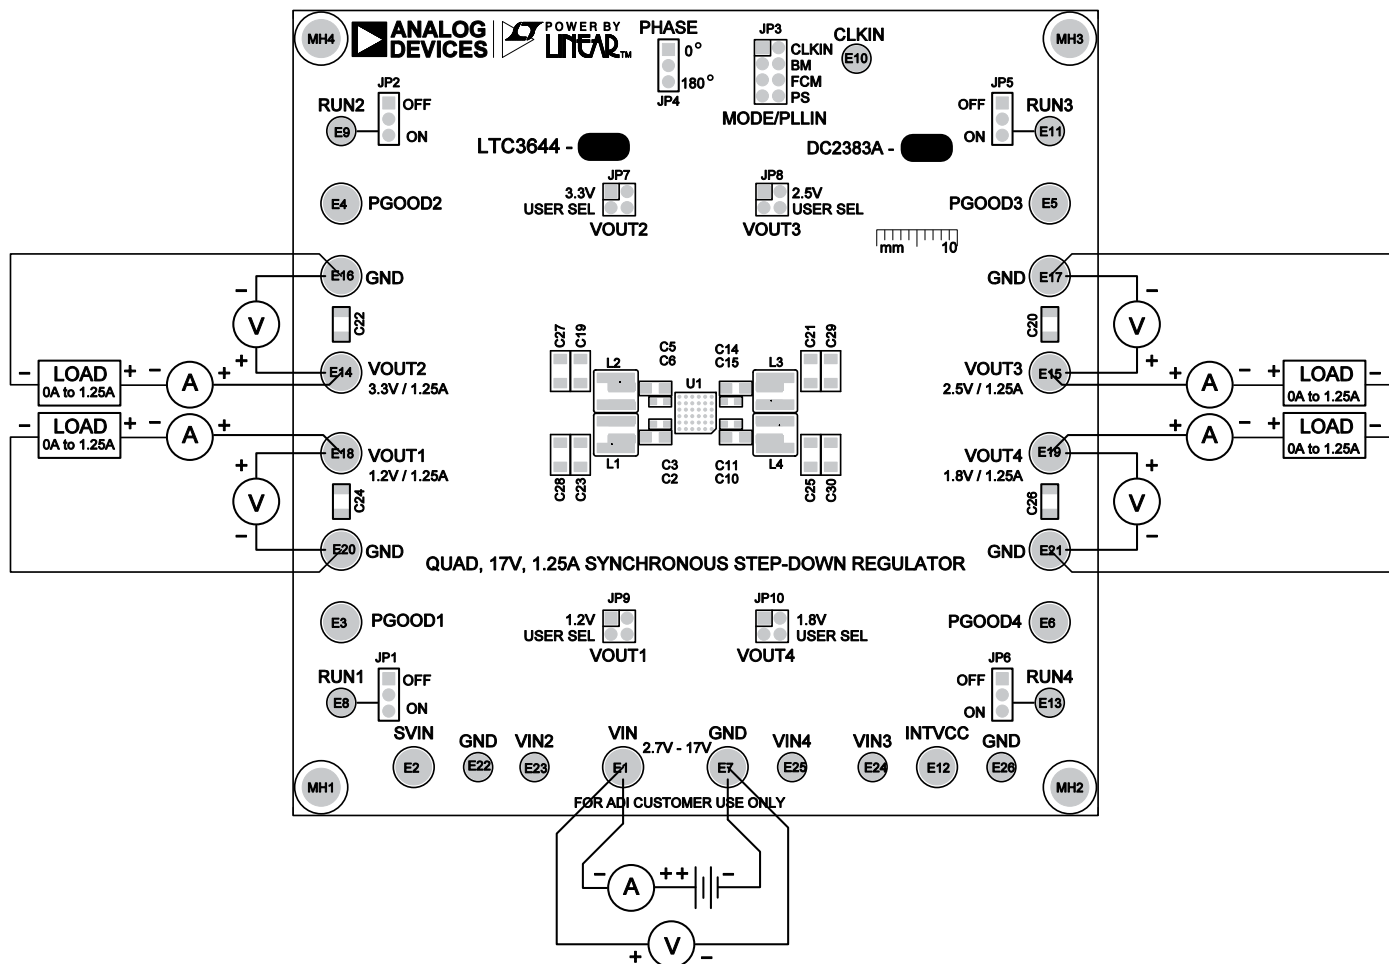 MH4
ANALOG DEVICES
POWER BY LINEAR™
PHASE
0°
180°
JP4
JP3
CLKIN
BM
FCM
PS
MODE/PLLIN
CLKIN
E10
MH3
RUN2
E9
JP2
OFF
ON
JP5
OFF
ON
RUN3
E11
LTC3644 -
DC2383A -
E4
PGOOD2
JP7
3.3V
USER SEL
VOUT2
JP8
2.5V
USER SEL
VOUT3
PGOOD3
E5
mm 10
E16
GND
GND
E17
- V +
C22
C20
- V +
E14
VOUT2
3.3V / 1.25A
VOUT3
2.5V / 1.25A
E15
- LOAD + - A +
0A to 1.25A
+ A - + LOAD -
0A to 1.25A
- LOAD + - A +
0A to 1.25A
+ A - + LOAD -
0A to 1.25A
E18
VOUT1
1.2V / 1.25A
VOUT4
1.8V / 1.25A
E19
+ V -
C24
C26
+ V -
E20
GND
GND
E21
C27
C19
L2
C5
C6
C14
C15
L3
C21
C29
U1
C28
C23
L1
C3
C2
C11
C10
L4
C25
C30
QUAD, 17V, 1.25A SYNCHRONOUS STEP-DOWN REGULATOR
E3
PGOOD1
JP9
1.2V
USER SEL
VOUT1
JP10
1.8V
USER SEL
VOUT4
PGOOD4
E6
RUN1
E8
JP1
OFF
ON
JP6
OFF
ON
RUN4
E13
SVIN
E2
GND
E22
VIN2
E23
VIN
E1
2.7V - 17V
GND
E7
VIN4
E25
VIN3
E24
INTVCC
E12
GND
E26
MH1
MH2
FOR ADI CUSTOMER USE ONLY
- A + + -
+ V -